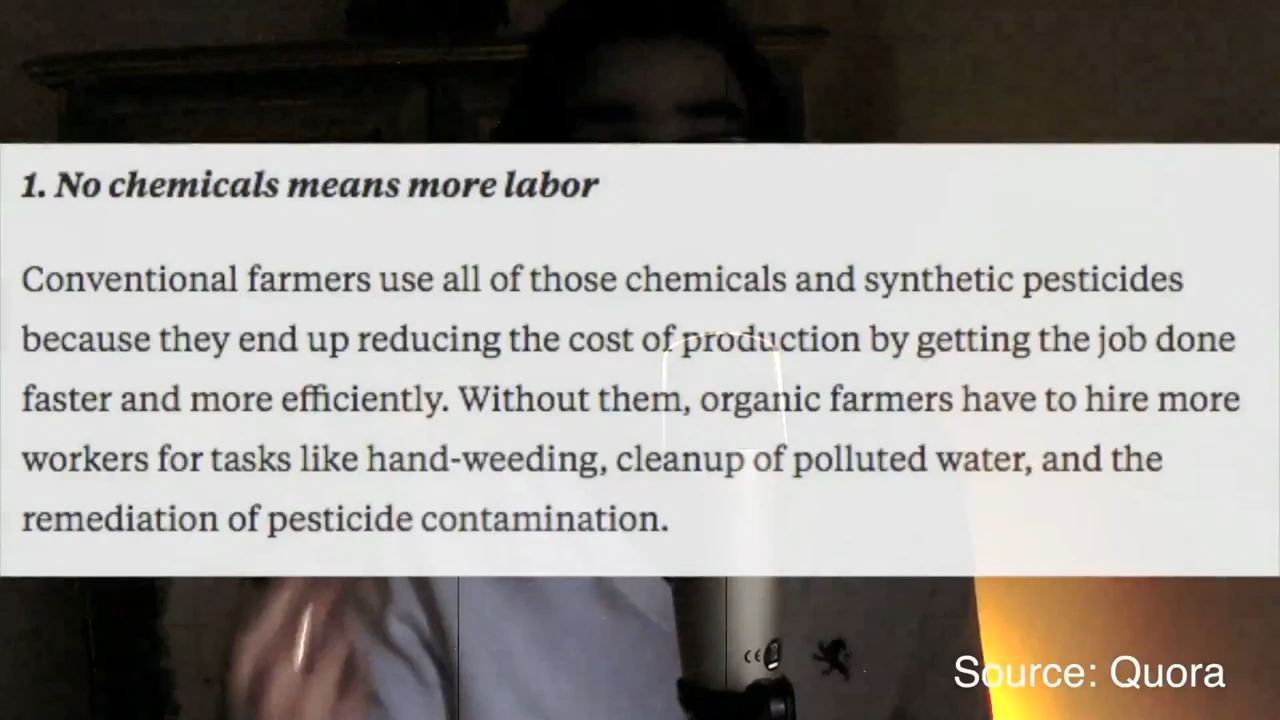 1. No chemicals means more labor
Conventional farmers use all of those chemicals and synthetic pesticides
because they end up reducing the cost of production by getting the job done
faster and more efficiently. Without them, organic farmers have to hire more
workers for tasks like hand-weeding, cleanup of polluted water, and the
remediation of pesticide contamination.
CE
Source: Quora